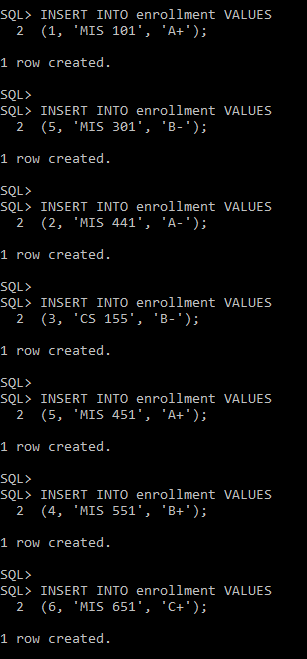 SQL> INSERT INTO enrollment VALUES
  2  (1, 'MIS 101', 'A+');
1 row created.
SQL>
SQL> INSERT INTO enrollment VALUES
  2  (5, 'MIS 301', 'B-');
1 row created.
SQL>
SQL> INSERT INTO enrollment VALUES
  2  (2, 'MIS 441', 'A-');
1 row created.
SQL>
SQL> INSERT INTO enrollment VALUES
  2  (3, 'CS 155', 'B-');
1 row created.
SQL>
SQL> INSERT INTO enrollment VALUES
  2  (5, 'MIS 451', 'A+');
1 row created.
SQL>
SQL> INSERT INTO enrollment VALUES
  2  (4, 'MIS 551', 'B+');
1 row created.
SQL>
SQL> INSERT INTO enrollment VALUES
  2  (6, 'MIS 651', 'C+');
1 row created.